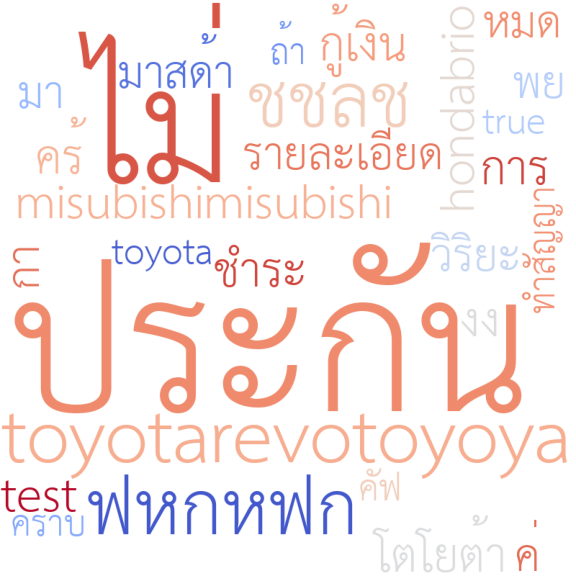 ไม่
มาสด้า
ถ้า
กู้เงิน
hondabrio
หมด
มา
ชชลช
พย
true
คร้
รายละเอียด
การ
misubishimisubishi
กา
toyota
ชำระ
วิริยะ
ทำสัญญา
ประกัน
งง
toyotarevotoyoya
test
ฟหกหฟก
คัฟ
คราบ
โตโยต้า
ค่